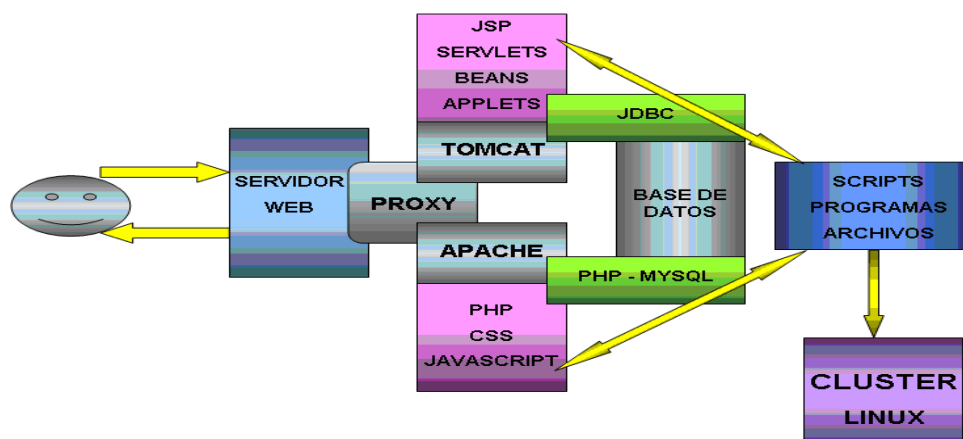 JSP
SERVLETS
BEANS
APPLETS
TOMCAT
JDBC
SERVIDOR
WEB
PROXY
BASE DE
DATOS
SCRIPTS
PROGRAMAS
ARCHIVOS
APACHE
PHP - MYSQL
PHP
CSS
JAVASCRIPT
CLUSTER
LINUX